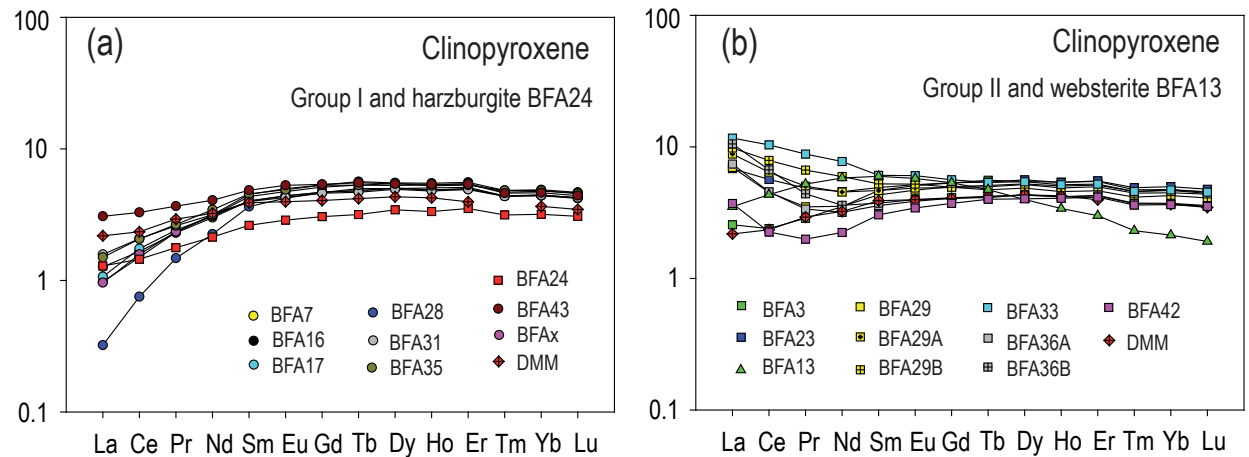 100
10
1
0.1
(a)
Clinopyroxene
Group I and harzburgite BFA24
BFA7
BFA16
BFA17
BFA28
BFA31
BFA35
BFA24
BFA43
BFAx
DMM
La Ce Pr Nd Sm Eu Gd Tb Dy Ho Er Tm Yb Lu
100
10
1
0.1
(b)
Clinopyroxene
Group II and websterite BFA13
BFA3
BFA23
BFA13
BFA29
BFA29A
BFA29B
BFA33
BFA36A
BFA36B
BFA42
DMM
La Ce Pr Nd Sm Eu Gd Tb Dy Ho Er Tm Yb Lu